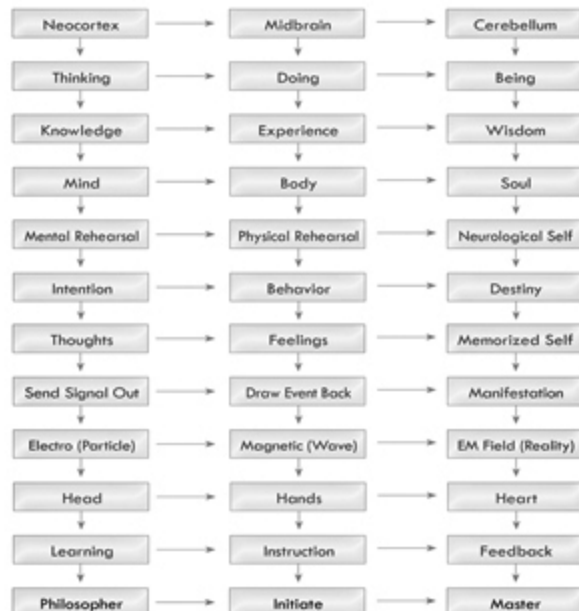 Neocortex Midbrain Cerebellum
Thinking Doing Being
Knowledge Experience Wisdom
Mind Body Soul
Mental Rehearsal Physical Rehearsal Neurological Self
Intention Behavior Destiny
Thoughts Feelings Memorized Self
Send Signal Out Draw Event Back Manifestation
Electro (Particle) Magnetic (Wave) EM Field (Reality)
Head Hands Heart
Learning Instruction Feedback
Philosopher Initiate Master